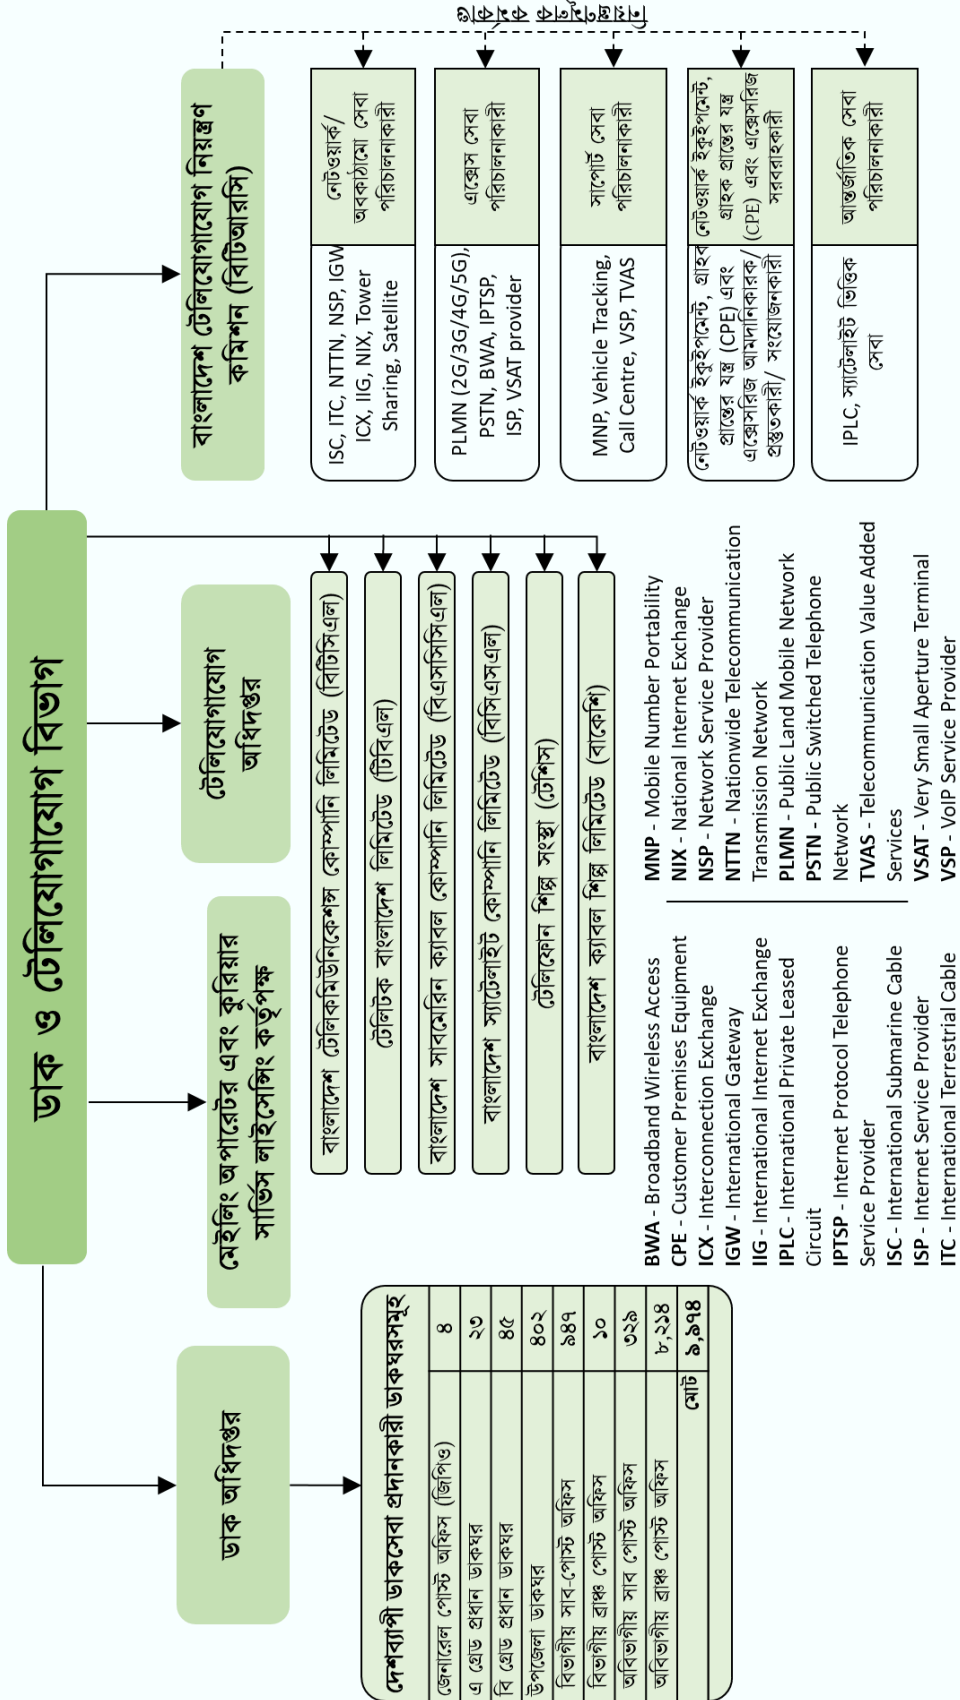 ডাক ও টেলিযোগাযোগ বিভাগ
ডাক অধিদপ্তর
মেইলিং অপারেটর এবং কুরিয়ার
সার্ভিস লাইসেন্সিং কর্তৃপক্ষ
টেলিযোগাযোগ
অধিদপ্তর
বাংলাদেশ টেলিযোগাযোগ নিয়ন্ত্রণ
কমিশন (বিটিআরসি)
নিয়ন্ত্রণমূলক কার্যকান্ড
দেশব্যাপী ডাকসেবা প্রদানকারী ডাকঘরসমূহ
জেনারেল পোস্ট অফিস (জিপিও) ৪
এ গ্রেড প্রধান ডাকঘর ২৩
বি গ্রেড প্রধান ডাকঘর ৪৫
উপজেলা ডাকঘর ৪০২
বিভাগীয় সাব-পোস্ট অফিস ৯৪৭
বিভাগীয় ব্রাঞ্চ পোস্ট অফিস ১০
অবিভাগীয় সাব পোস্ট অফিস ৩২৯
অবিভাগীয় ব্রাঞ্চ পোস্ট অফিস ৮,২১৪
মোট ৯,৯৭৪
বাংলাদেশ টেলিকমিউনিকেশন্স কোম্পানি লিমিটেড (বিটিসিএল)
টেলিটক বাংলাদেশ লিমিটেড (টিবিএল)
বাংলাদেশ সাবমেরিন ক্যাবল কোম্পানি লিমিটেড (বিএসসিসিএল)
বাংলাদেশ স্যাটেলাইট কোম্পানি লিমিটেড (বিসিএসএল)
টেলিফোন শিল্প সংস্থা (টেশিস)
বাংলাদেশ ক্যাবল শিল্প লিমিটেড (বাকেশি)
ISC, ITC, NTTN, NSP, IGW
ICX, IIG, NIX, Tower
Sharing, Satellite
নেটওয়ার্ক/
অবকাঠামো সেবা
পরিচালনাকারী
PLMN (2G/3G/4G/5G),
PSTN, BWA, IPTSP,
ISP, VSAT provider
এক্সেস সেবা
পরিচালনাকারী
MNP, Vehicle Tracking,
Call Centre, VSP, TVAS
সাপোর্ট সেবা
পরিচালনাকারী
নেটওয়ার্ক ইকুইপমেন্ট, গ্রাহক
প্রান্তের যন্ত্র (CPE) এবং
এক্সেসরিজ আমদানিকারক/
প্রস্তুতকারী/ সংযোজনকারী
নেটওয়ার্ক ইকুইপমেন্ট,
গ্রাহক প্রান্তের যন্ত্র
(CPE) এবং এক্সেসরিজ
সরবরাহকারী
IPLC, স্যাটেলাইট ভিত্তিক
সেবা
আন্তর্জাতিক সেবা
পরিচালনাকারী
BWA - Broadband Wireless Access
CPE - Customer Premises Equipment
ICX - Interconnection Exchange
IGW - International Gateway
IIG - International Internet Exchange
IPLC - International Private Leased
Circuit
IPTSP - Internet Protocol Telephone
Service Provider
ISC - International Submarine Cable
ISP - Internet Service Provider
ITC - International Terrestrial Cable
MNP - Mobile Number Portability
NIX - National Internet Exchange
NSP - Network Service Provider
NTTN - Nationwide Telecommunication
Transmission Network
PLMN - Public Land Mobile Network
PSTN - Public Switched Telephone
Network
TVAS - Telecommunication Value Added
Services
VSAT - Very Small Aperture Terminal
VSP - VoIP Service Provider